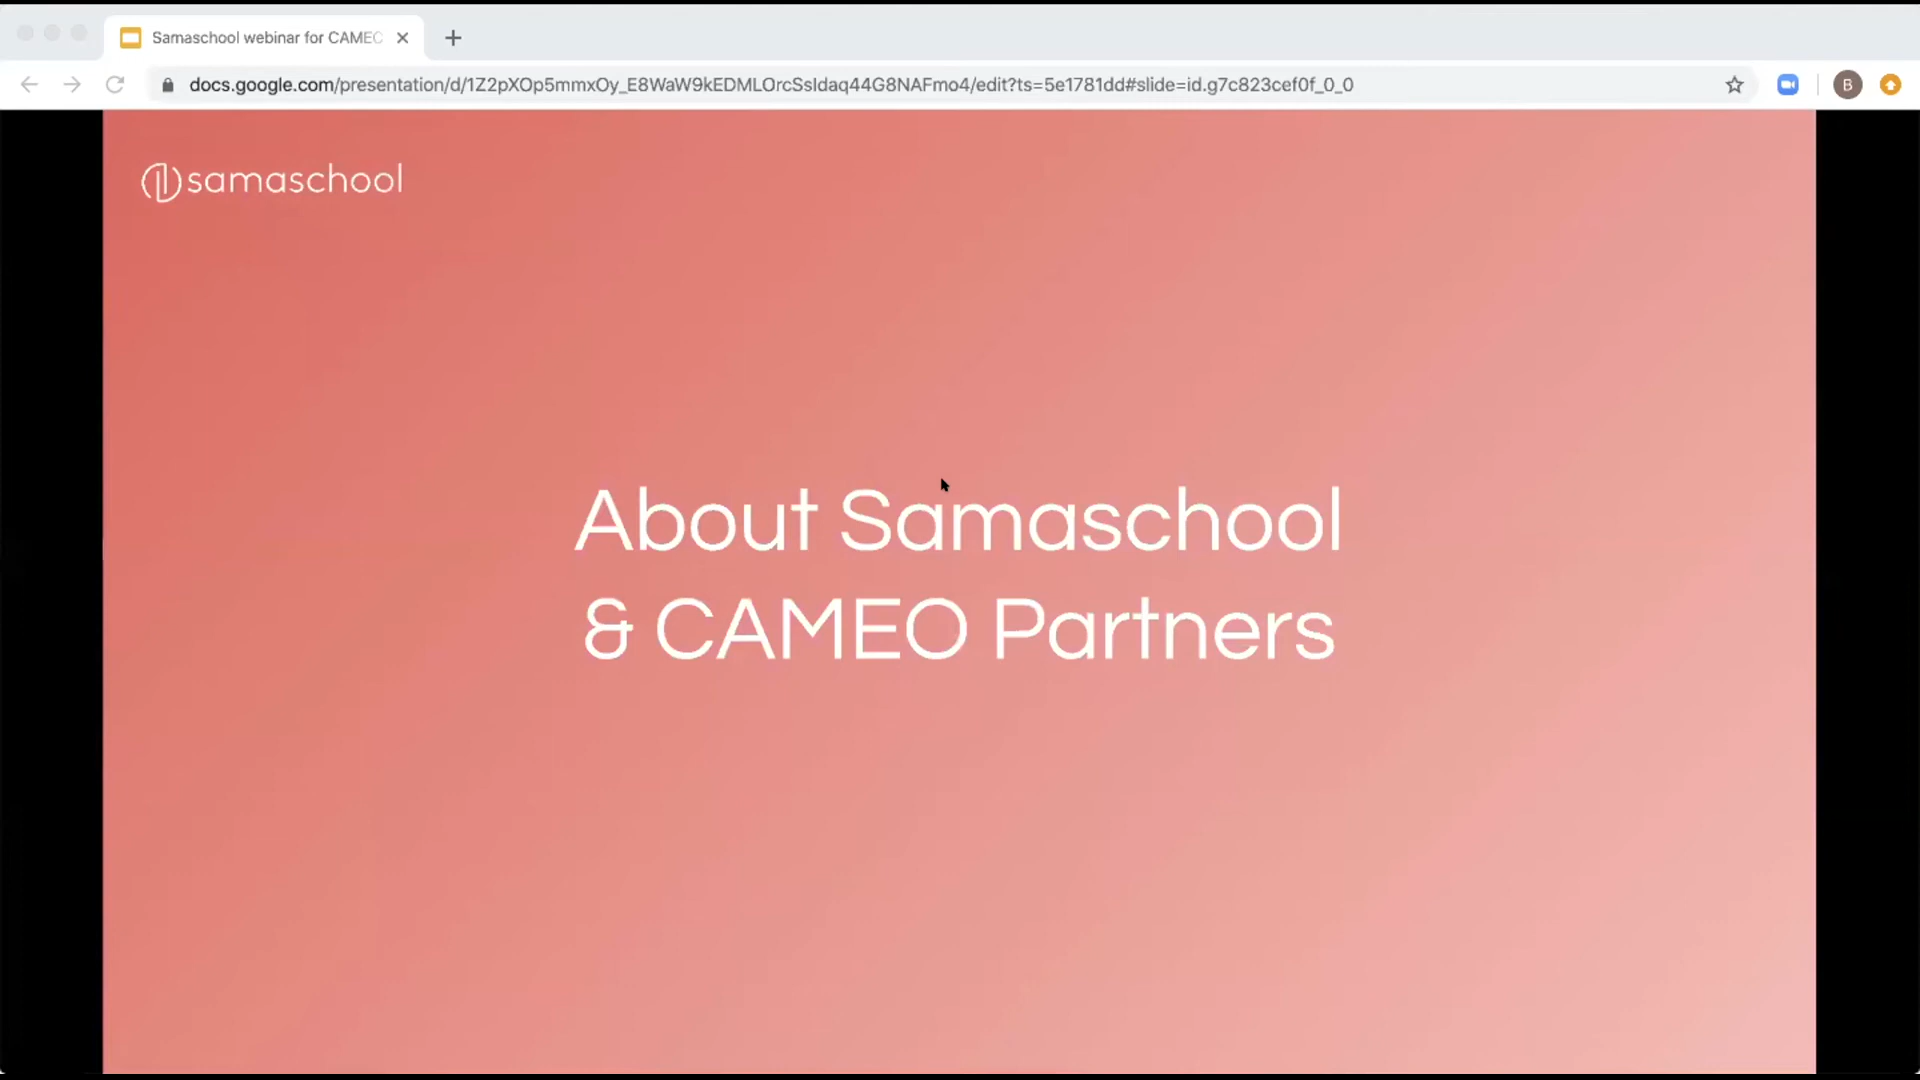 Samaschool webinar for CAMEC
docs.google.com/presentation/d/1Z2pXOp5mmxOy_E8WaW9kEDMLOrcSsIdaq44G8NAFmo4/edit?ts=5e1781dd#slide=id.g7c823cef0f_0_0
B
samaschool
About Samaschool
& CAMEO Partners